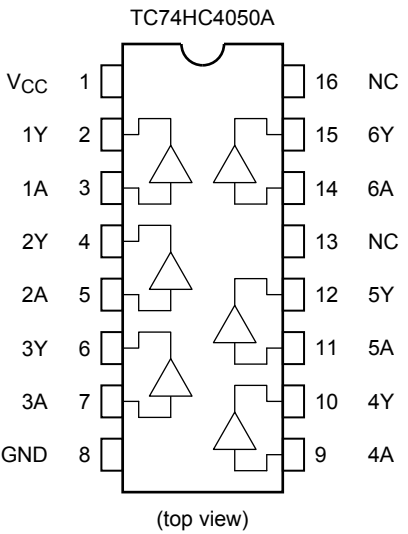 TC74HC4050A
VCC 1 16 NC
1Y 2 15 6Y
1A 3 14 6A
2Y 4 13 NC
2A 5 12 5Y
3Y 6 11 5A
3A 7 10 4Y
GND 8 9 4A
(top view)